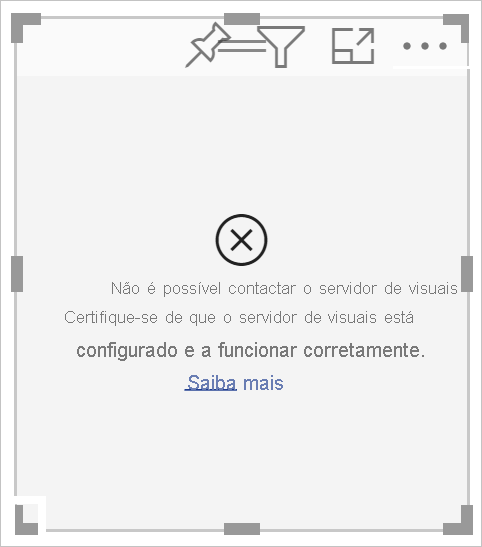 Não é possível contactar o servidor de visuais
Certifique-se de que o servidor de visuais está
configurado e a funcionar corretamente.
Saiba mais